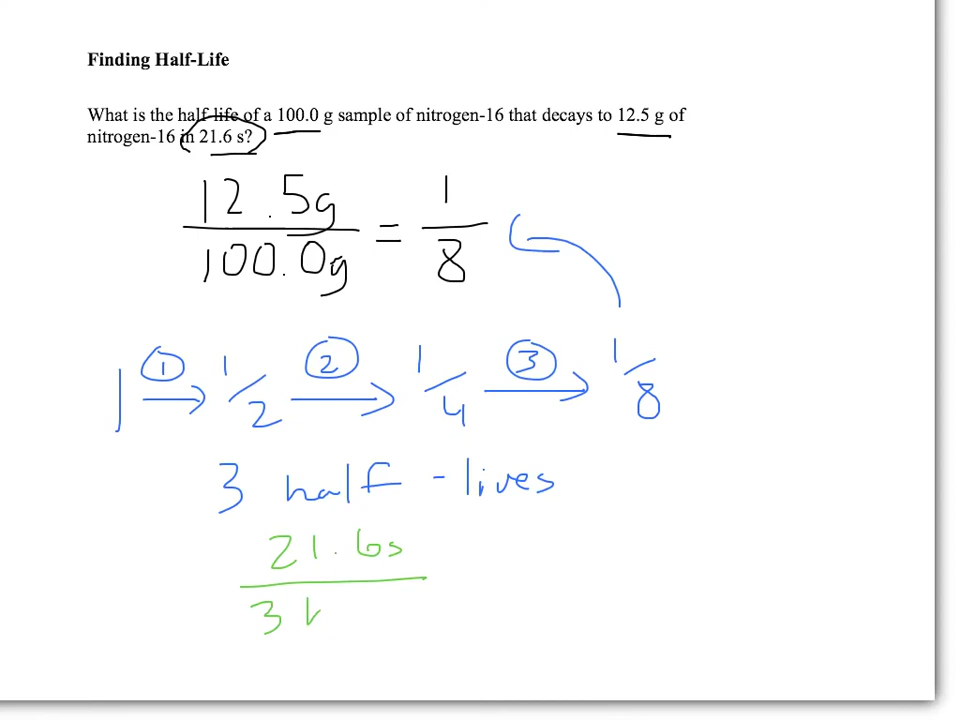 Finding Half-Life
What is the half-life of a 100.0 g sample of nitrogen-16 that decays to 12.5 g of
nitrogen-16 in 21.6 s?
12.5g / 100.0g = 1/8
1 ① → 1/2 ② → 1/4 ③ → 1/8
3 half-lives
21.6s
3 h